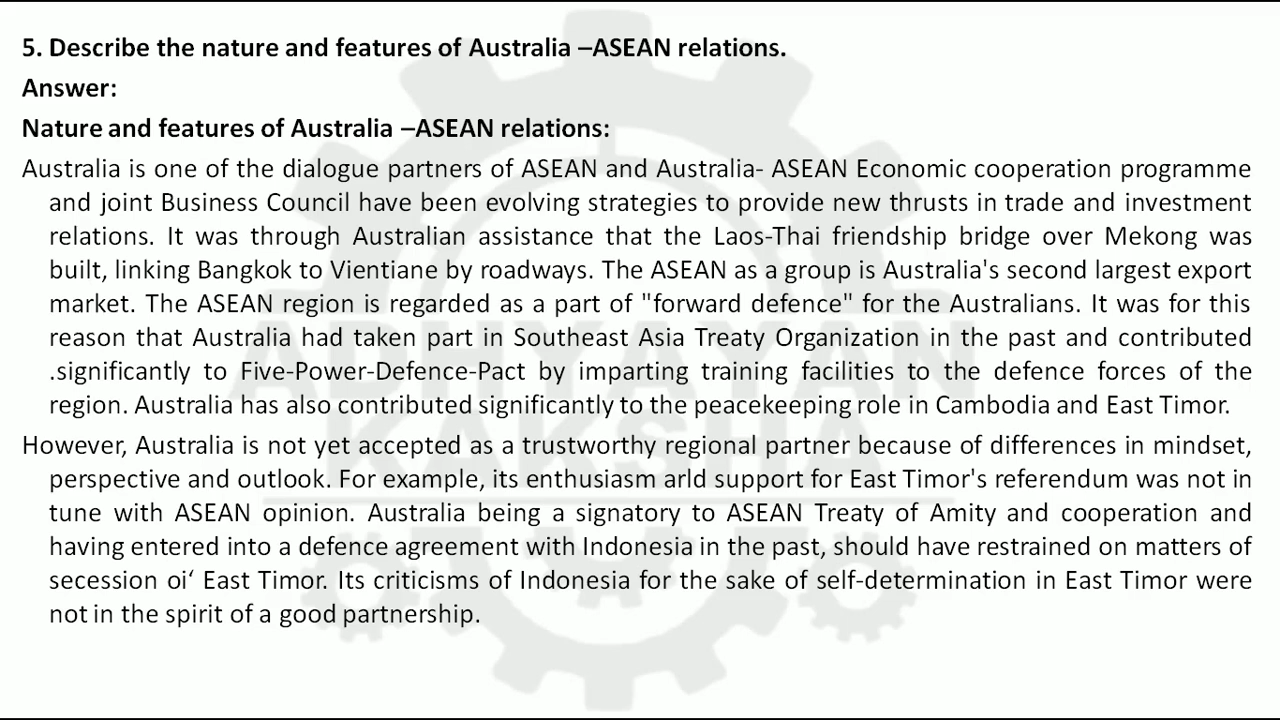 5. Describe the nature and features of Australia –ASEAN relations.
Answer:
Nature and features of Australia –ASEAN relations:
Australia is one of the dialogue partners of ASEAN and Australia- ASEAN Economic cooperation programme
and joint Business Council have been evolving strategies to provide new thrusts in trade and investment
relations. It was through Australian assistance that the Laos-Thai friendship bridge over Mekong was
built, linking Bangkok to Vientiane by roadways. The ASEAN as a group is Australia's second largest export
market. The ASEAN region is regarded as a part of "forward defence" for the Australians. It was for this
reason that Australia had taken part in Southeast Asia Treaty Organization in the past and contributed
.significantly to Five-Power-Defence-Pact by imparting training facilities to the defence forces of the
region. Australia has also contributed significantly to the peacekeeping role in Cambodia and East Timor.
However, Australia is not yet accepted as a trustworthy regional partner because of differences in mindset,
perspective and outlook. For example, its enthusiasm arld support for East Timor's referendum was not in
tune with ASEAN opinion. Australia being a signatory to ASEAN Treaty of Amity and cooperation and
having entered into a defence agreement with Indonesia in the past, should have restrained on matters of
secession oi‘ East Timor. Its criticisms of Indonesia for the sake of self-determination in East Timor were
not in the spirit of a good partnership.
ADHYAYAN
KAKSHA